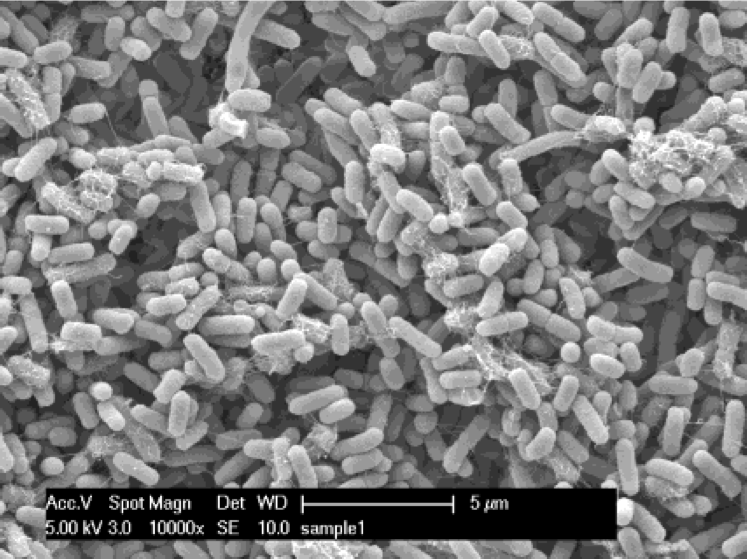 Acc.V Spot Magn Det WD 5 µm
5.00 kV 3.0 10000x SE 10.0 sample1